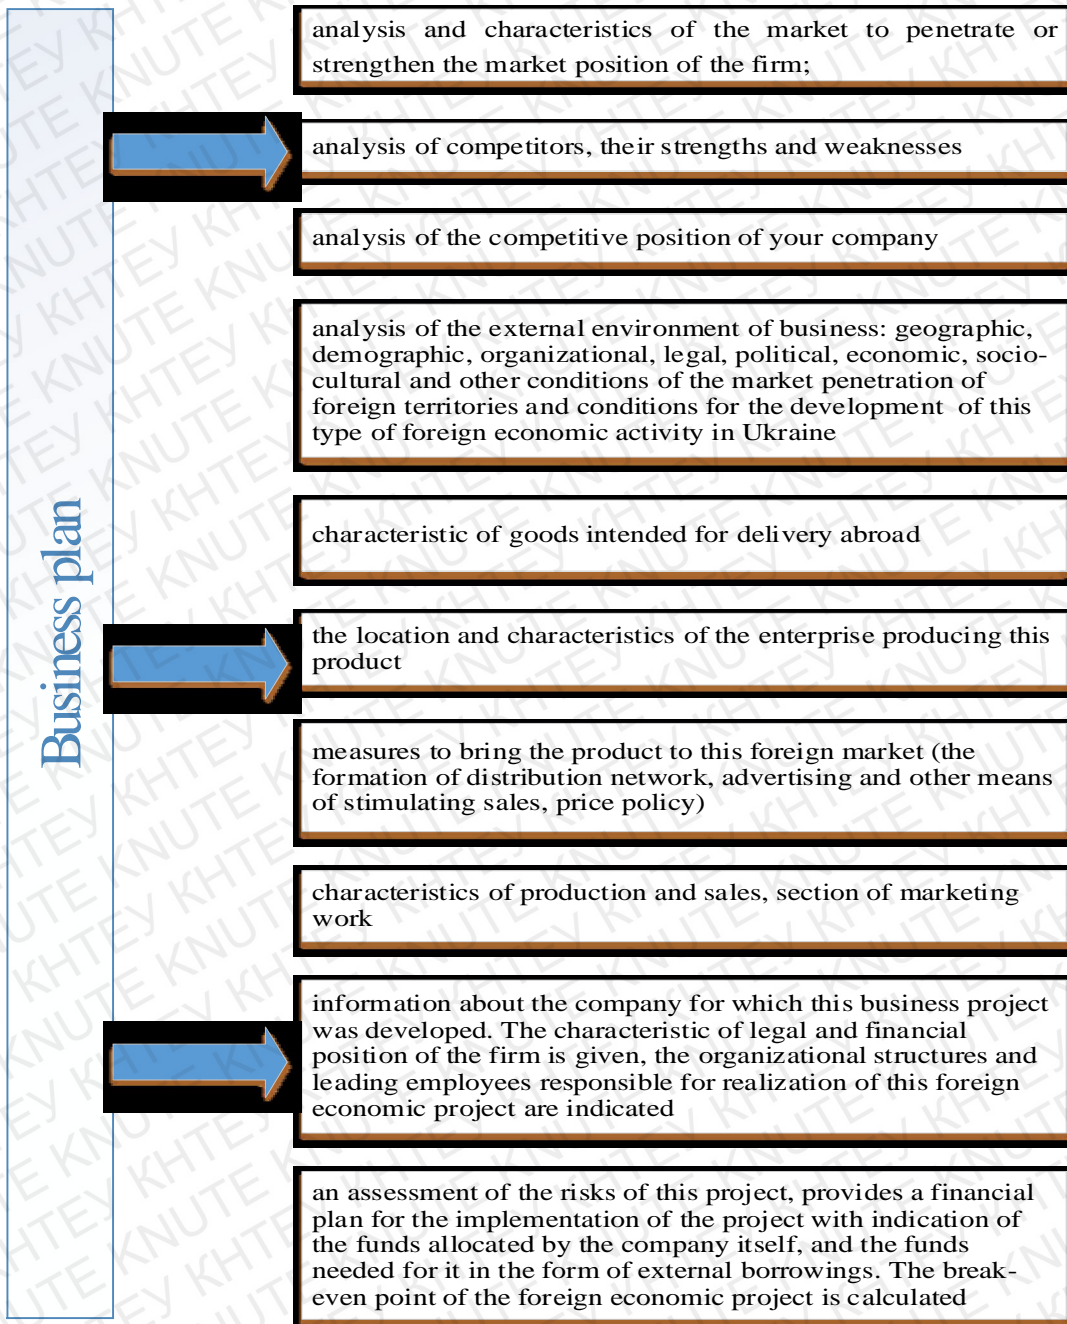 Business plan
analysis and characteristics of the market to penetrate or
strengthen the market position of the firm;
analysis of competitors, their strengths and weaknesses
analysis of the competitive position of your company
analysis of the external environment of business: geographic,
demographic, organizational, legal, political, economic, socio-
cultural and other conditions of the market penetration of
foreign territories and conditions for the development of this
type of foreign economic activity in Ukraine
characteristic of goods intended for delivery abroad
the location and characteristics of the enterprise producing this
product
measures to bring the product to this foreign market (the
formation of distribution network, advertising and other means
of stimulating sales, price policy)
characteristics of production and sales, section of marketing
work
information about the company for which this business project
was developed. The characteristic of legal and financial
position of the firm is given, the organizational structures and
leading employees responsible for realization of this foreign
economic project are indicated
an assessment of the risks of this project, provides a financial
plan for the implementation of the project with indication of
the funds allocated by the company itself, and the funds
needed for it in the form of external borrowings. The break-
even point of the foreign economic project is calculated